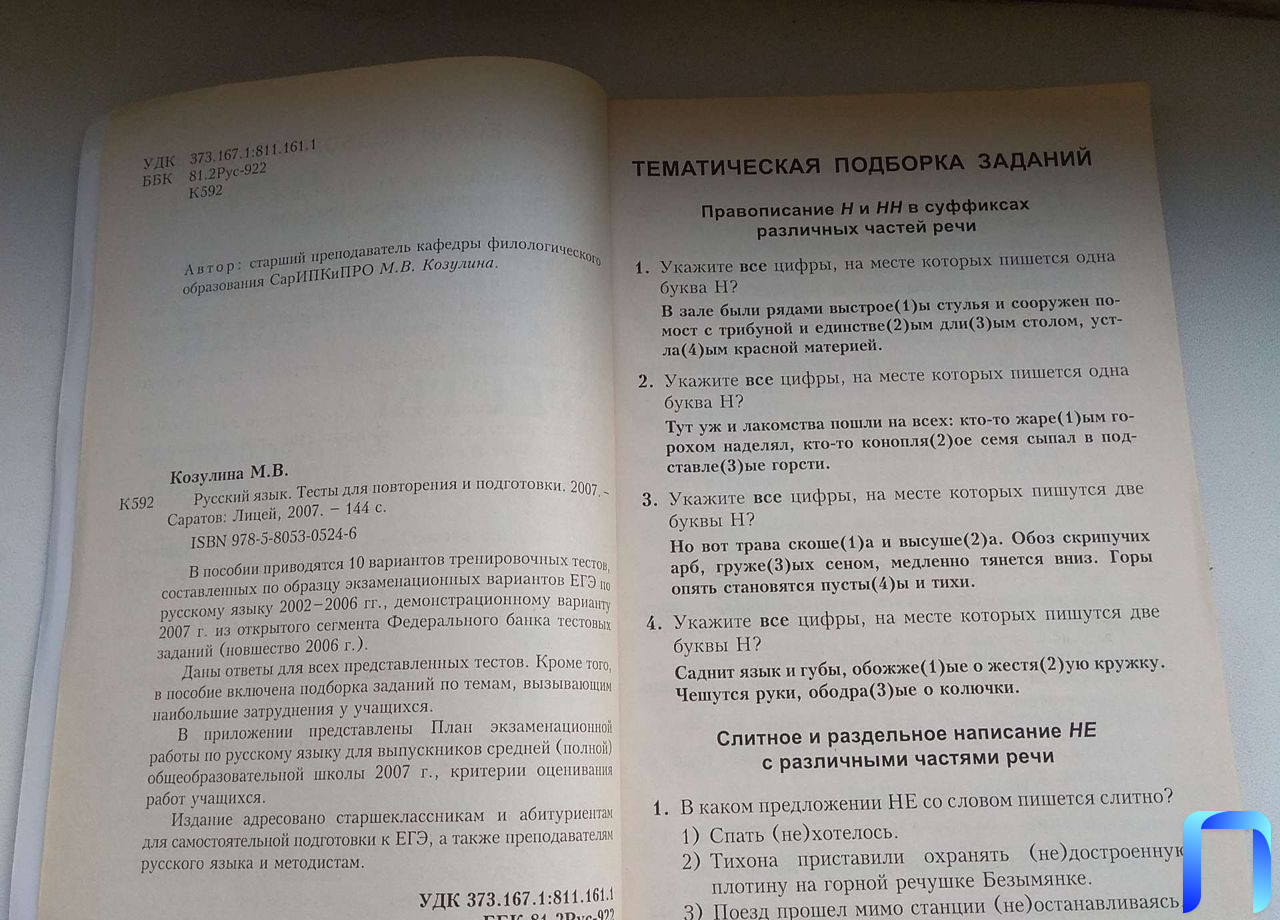 УДК 373.167.1:811.161.1
ББК 81.2Рус-922
К592
Автор: старший преподаватель кафедры филологического
образования СарИПКиПРО М.В. Козулина.
Козулина М.В.
К592 Русский язык. Тесты для повторения и подготовки. 2007. –
Саратов: Лицей, 2007. – 144 с.
ISBN 978-5-8053-0524-6
В пособии приводятся 10 вариантов тренировочных тестов,
составленных по образцу экзаменационных вариантов ЕГЭ по
русскому языку 2002–2006 гг., демонстрационному варианту
2007 г. из открытого сегмента Федерального банка тестовых
заданий (новшество 2006 г.).
Даны ответы для всех представленных тестов. Кроме того,
в пособие включена подборка заданий по темам, вызывающим
наибольшие затруднения у учащихся.
В приложении представлены План экзаменационной
работы по русскому языку для выпускников средней (полной)
общеобразовательной школы 2007 г., критерии оценивания
работ учащихся.
Издание адресовано старшеклассникам и абитуриентам
для самостоятельной подготовки к ЕГЭ, а также преподавателям
русского языка и методистам.
УДК 373.167.1:811.161.1
ББК 81.2Рус-922
ТЕМАТИЧЕСКАЯ ПОДБОРКА ЗАДАНИЙ
Правописание Н и НН в суффиксах
различных частей речи
1. Укажите все цифры, на месте которых пишется одна
буква Н?
В зале были рядами выстрое(1)ы стулья и сооружен по-
мост с трибуной и единстве(2)ым дли(3)ым столом, уст-
ла(4)ым красной материей.
2. Укажите все цифры, на месте которых пишется одна
буква Н?
Тут уж и лакомства пошли на всех: кто-то жаре(1)ым го-
рохом наделял, кто-то конопля(2)ое семя сыпал в под-
ставле(3)ые горсти.
3. Укажите все цифры, на месте которых пишутся две
буквы Н?
Но вот трава скоше(1)а и высуше(2)а. Обоз скрипучих
арб, груже(3)ых сеном, медленно тянется вниз. Горы
опять становятся пусты(4)ы и тихи.
4. Укажите все цифры, на месте которых пишутся две
буквы Н?
Саднит язык и губы, обожже(1)ые о жестя(2)ую кружку.
Чешутся руки, ободра(3)ые о колючки.
Слитное и раздельное написание НЕ
с различными частями речи
1. В каком предложении НЕ со словом пишется слитно?
1) Спать (не)хотелось.
2) Тихона приставили охранять (не)достроенную
плотину на горной речушке Безымянке.
3) Поезд прошел мимо станции (не)останавливаясь.